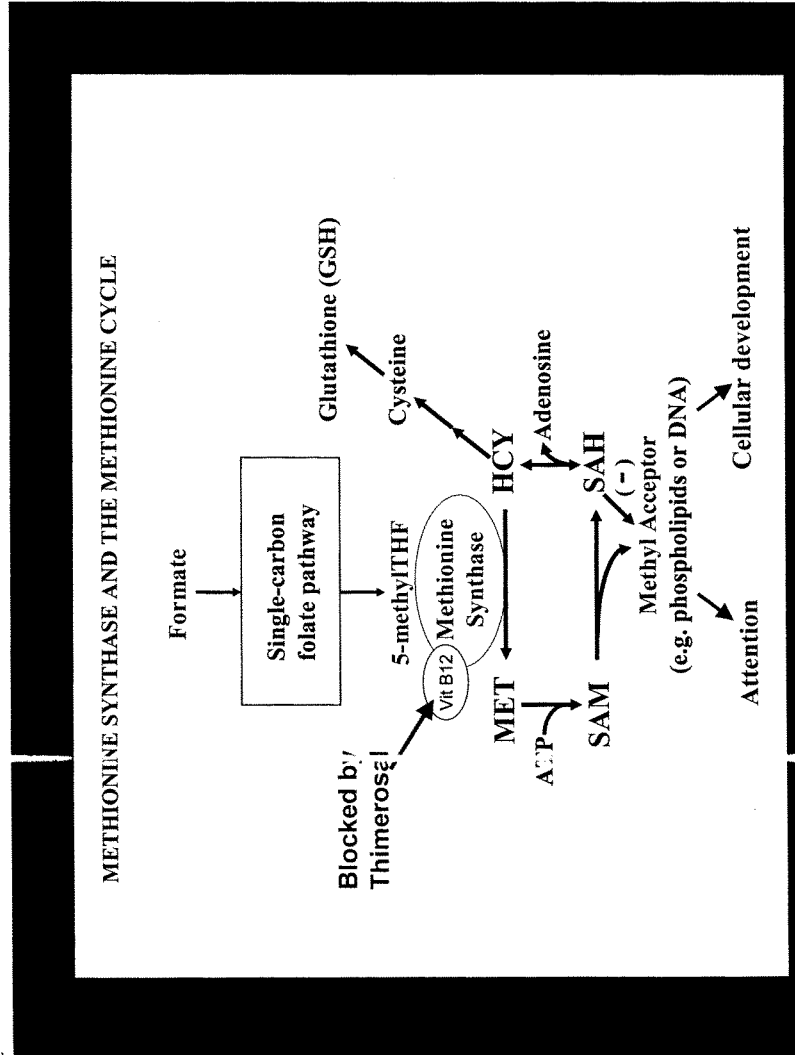 METHIONINE SYNTHASE AND THE METHIONINE CYCLE
Formate
Single-carbon
folate pathway
Glutathione (GSH)
Cysteine
5-methylTHF
Blocked by
Thimerosal
Vit B12
Methionine
Synthase
MET
HCY
ATP
Adenosine
SAM
SAH
(-)
Methyl Acceptor
(e.g. phospholipids or DNA)
Attention
Cellular development